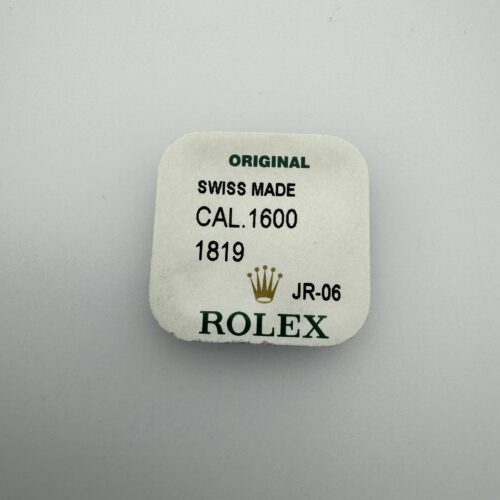 ORIGINAL
SWISS MADE
CAL.1600
1819
JR-06
ROLEX